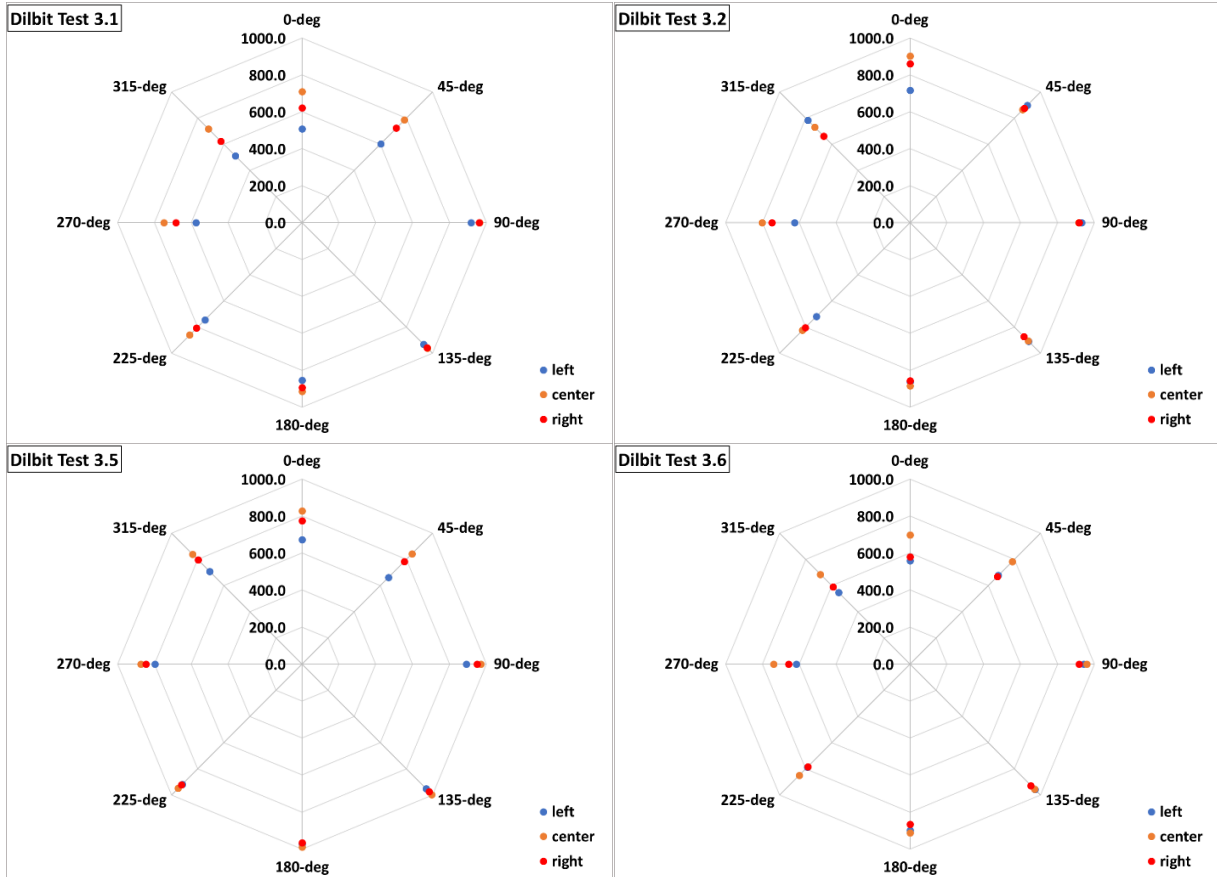 Dilbit Test 3.1
0-deg
1000.0
800.0
600.0
400.0
200.0
0.0
45-deg
90-deg
135-deg
180-deg
225-deg
270-deg
315-deg
left
center
right
Dilbit Test 3.2
0-deg
1000.0
800.0
600.0
400.0
200.0
0.0
45-deg
90-deg
135-deg
180-deg
225-deg
270-deg
315-deg
left
center
right
Dilbit Test 3.5
0-deg
1000.0
800.0
600.0
400.0
200.0
0.0
45-deg
90-deg
135-deg
180-deg
225-deg
270-deg
315-deg
left
center
right
Dilbit Test 3.6
0-deg
1000.0
800.0
600.0
400.0
200.0
0.0
45-deg
90-deg
135-deg
180-deg
225-deg
270-deg
315-deg
left
center
right